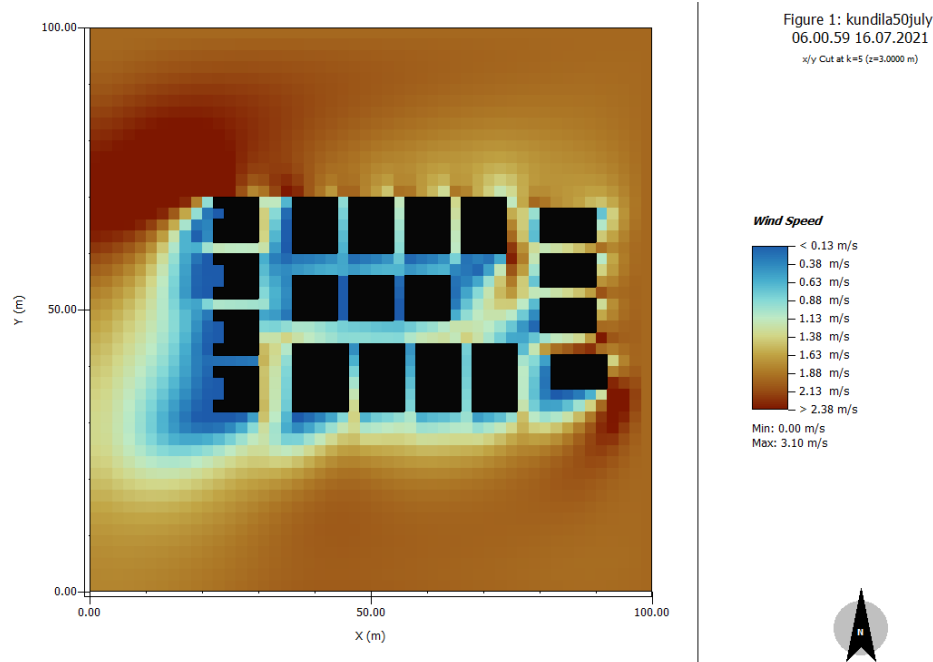 Figure 1: kundila50july
06.00.59 16.07.2021
x/y Cut at k=5 (z=3.0000 m)
100.00
50.00
0.00
Y (m)
0.00
50.00
100.00
X (m)
Wind Speed
< 0.13 m/s
0.38 m/s
0.63 m/s
0.88 m/s
1.13 m/s
1.38 m/s
1.63 m/s
1.88 m/s
2.13 m/s
> 2.38 m/s
Min: 0.00 m/s
Max: 3.10 m/s
N